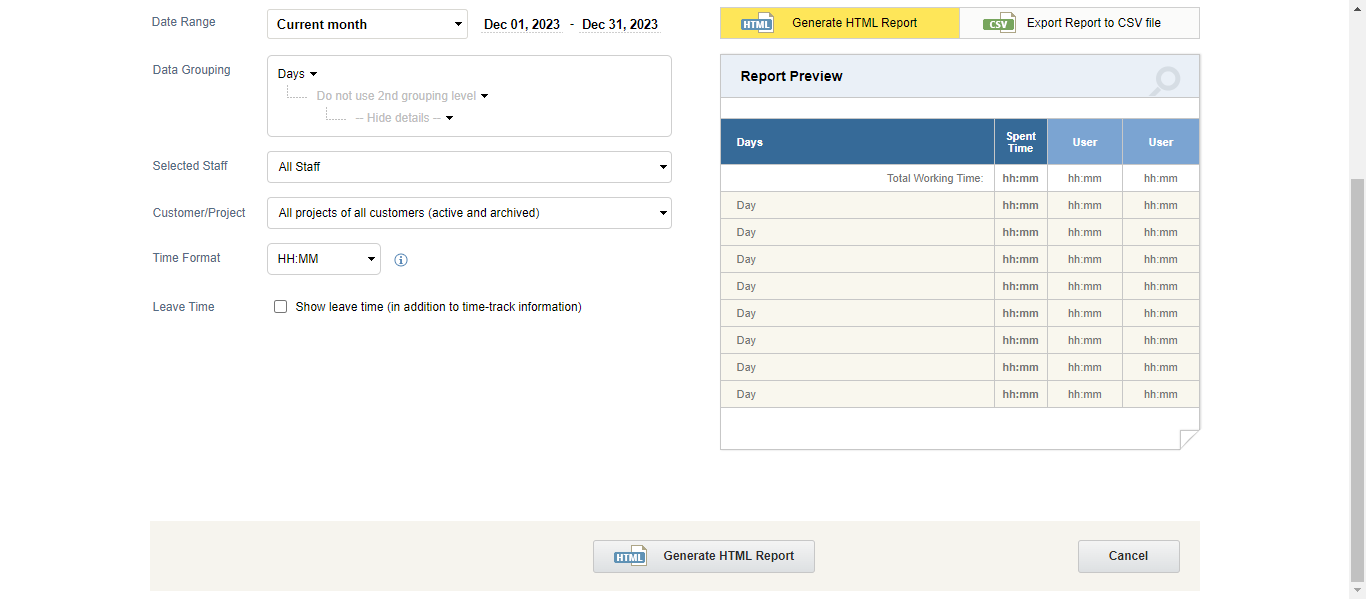 Date Range
Current month
Dec 01, 2023 - Dec 31, 2023
HTML Generate HTML Report
CSV Export Report to CSV file
Data Grouping
Days
Do not use 2nd grouping level
-- Hide details --
Selected Staff
All Staff
Customer/Project
All projects of all customers (active and archived)
Time Format
HH:MM
Leave Time
Show leave time (in addition to time-track information)
Report Preview
Days Spent Time User User
Total Working Time: hh:mm hh:mm hh:mm
Day hh:mm hh:mm hh:mm
Day hh:mm hh:mm hh:mm
Day hh:mm hh:mm hh:mm
Day hh:mm hh:mm hh:mm
Day hh:mm hh:mm hh:mm
Day hh:mm hh:mm hh:mm
Day hh:mm hh:mm hh:mm
Day hh:mm hh:mm hh:mm
HTML Generate HTML Report
Cancel